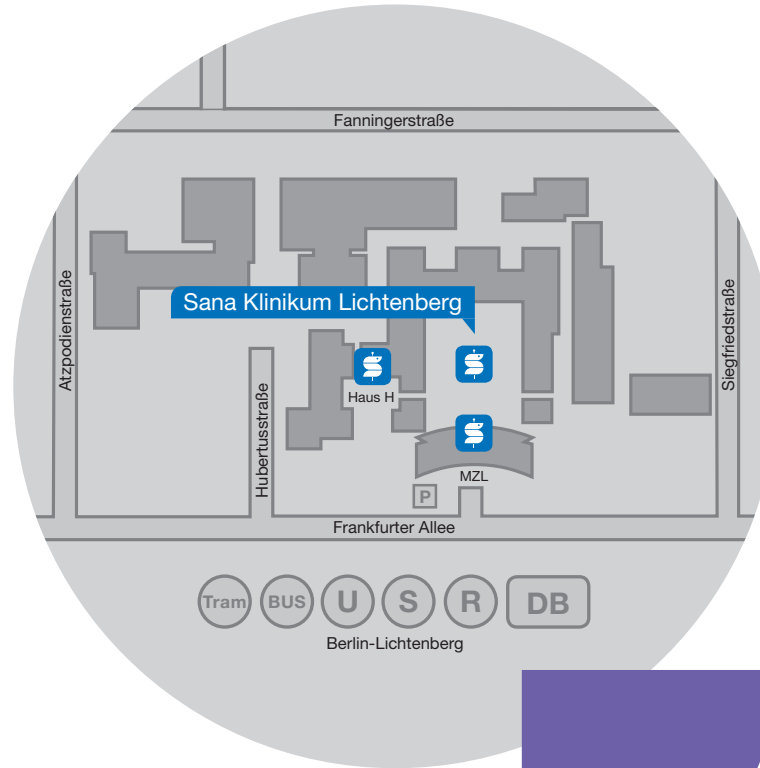 Fanningerstraße
Atzpodienstraße
Siegfriedstraße
Sana Klinikum Lichtenberg
Hubertusstraße
Haus H
MZL
P
Frankfurter Allee
Tram BUS U S R DB
Berlin-Lichtenberg